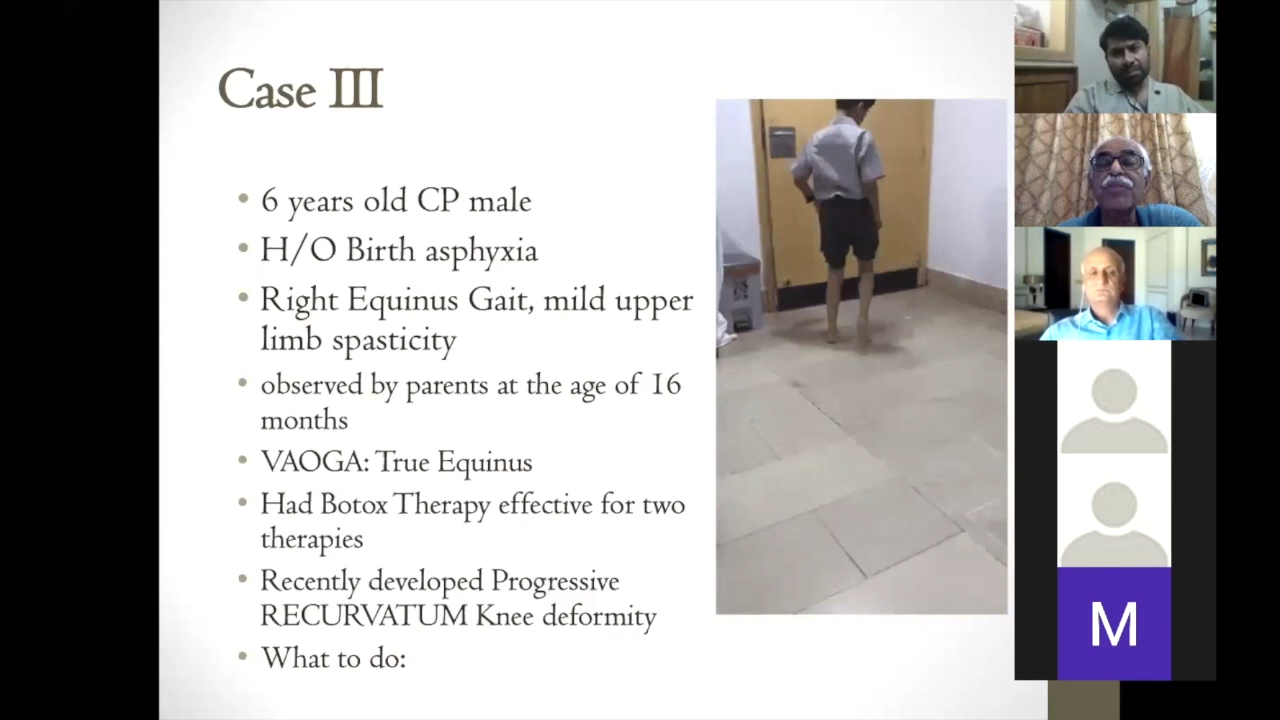 Case III
• 6 years old CP male
• H/O Birth asphyxia
• Right Equinus Gait, mild upper
limb spasticity
• observed by parents at the age of 16
months
• VAOGA: True Equinus
• Had Botox Therapy effective for two
therapies
• Recently developed Progressive
RECURVATUM Knee deformity
• What to do:
M